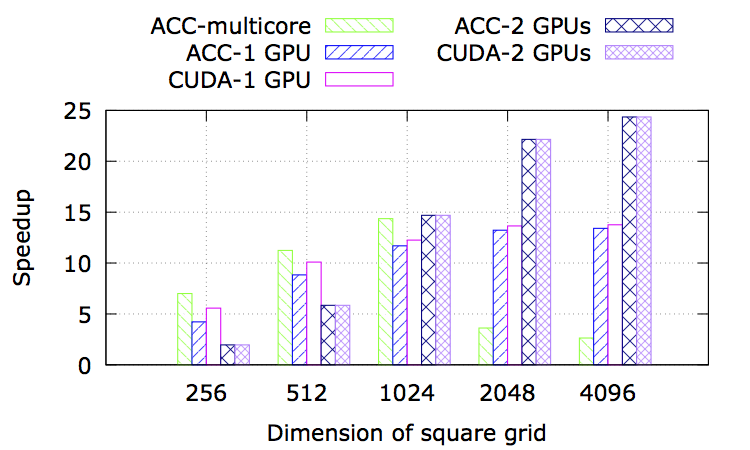 ACC-multicore
ACC-1 GPU
CUDA-1 GPU
ACC-2 GPUs
CUDA-2 GPUs
25
20
15
10
5
0
Speedup
256 512 1024 2048 4096
Dimension of square grid